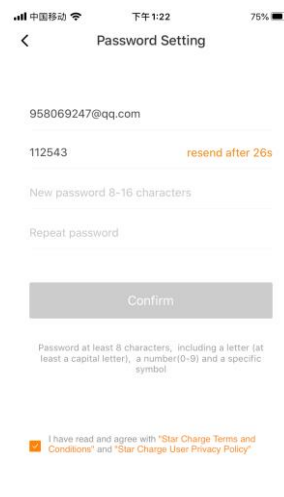 中国移动 下午1:22 75%
Password Setting
958069247@qq.com
112543 resend after 26s
New password 8-16 characters
Repeat password
Confirm
Password at least 8 characters, including a letter (at
least a capital letter), a number(0-9) and a specific
symbol
I have read and agree with "Star Charge Terms and
Conditions" and "Star Charge User Privacy Policy"